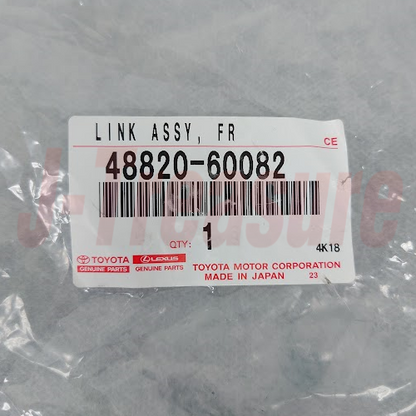 LINK ASSY, FR
CE
48820-60082
QTY: 1
4K18
TOYOTA LEXUS
GENUINE PARTS GENUINE PARTS
TOYOTA MOTOR CORPORATION
MADE IN JAPAN 23
J-Treasure